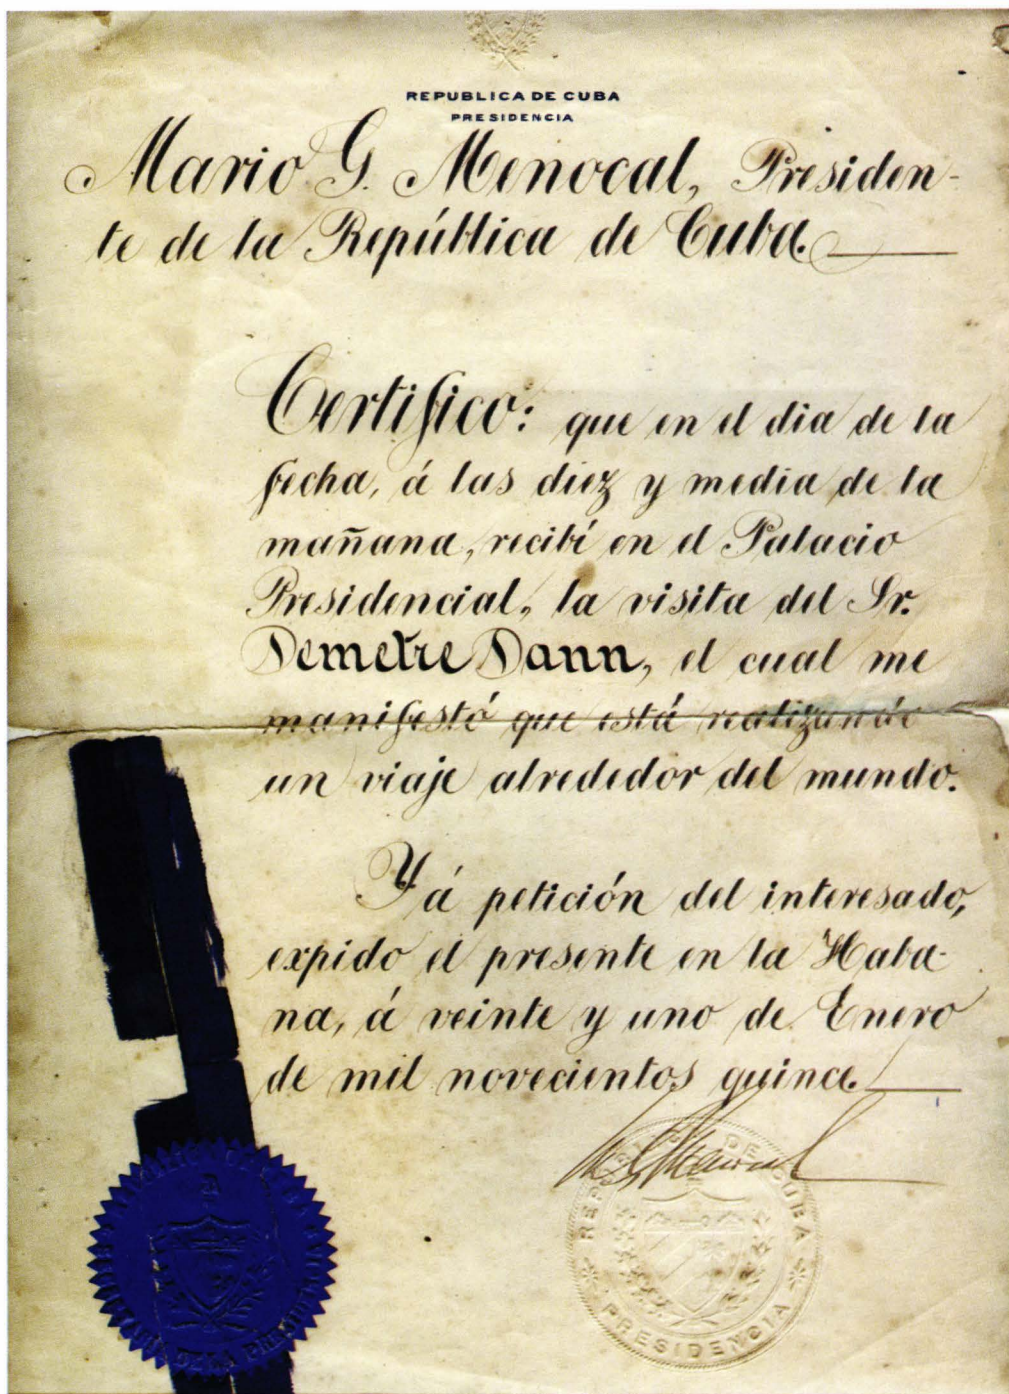 REPUBLICA DE CUBA
PRESIDENCIA
Mario G. Menocal, Presiden-
te de la República de Cuba.
Certifico: que en el dia de la
fecha, á las diez y media de la
mañana, recibí en el Palacio
Presidencial, la visita del Sr.
Demetre Dann, el cual me
manifestó que está realizando
un viaje alrededor del mundo.
Y á petición del interesado,
expido el presente en la Haba-
na, á veinte y uno de Enero
de mil novecientos quince.
REPUBLICA DE CUBA
PRESIDENCIA